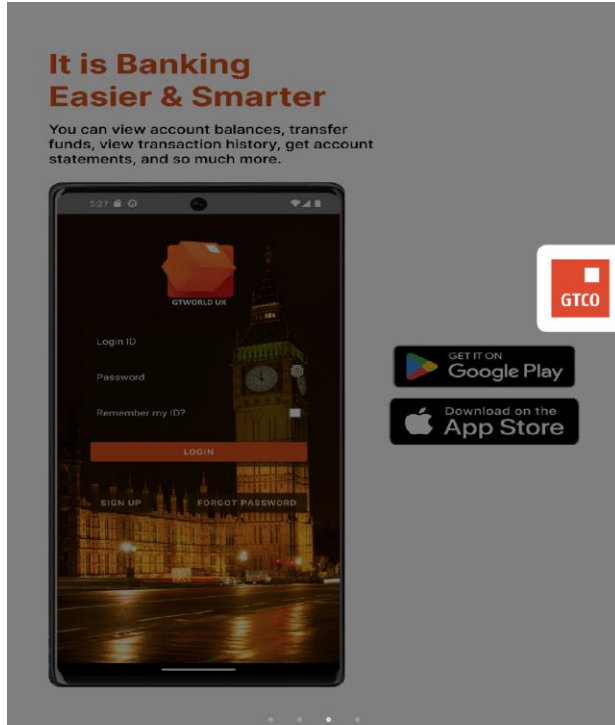 It is Banking
Easier & Smarter
You can view account balances, transfer
funds, view transaction history, get account
statements, and so much more.
5:27
GTWORLD UK
Login ID
Password
Remember my ID?
LOGIN
SIGN UP FORGOT PASSWORD
GTCO
GET IT ON
Google Play
Download on the
App Store